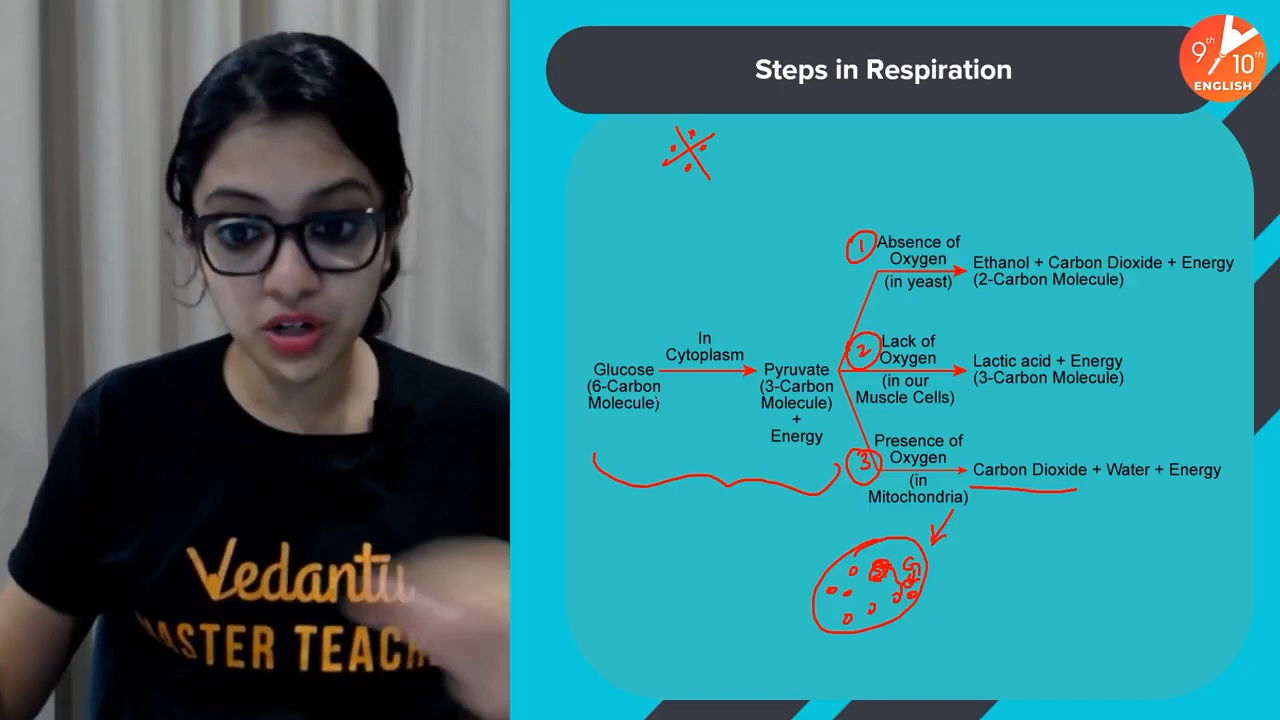 Steps in Respiration
9th
10th
ENGLISH
1
Absence of
Oxygen
(in yeast)
Ethanol + Carbon Dioxide + Energy
(2-Carbon Molecule)
In
Cytoplasm
Glucose
(6-Carbon
Molecule)
Pyruvate
(3-Carbon
Molecule)
+
Energy
2
Lack of
Oxygen
(in our
Muscle Cells)
Lactic acid + Energy
(3-Carbon Molecule)
3
Presence of
Oxygen
(in
Mitochondria)
Carbon Dioxide + Water + Energy
Vedantu
MASTER TEACH